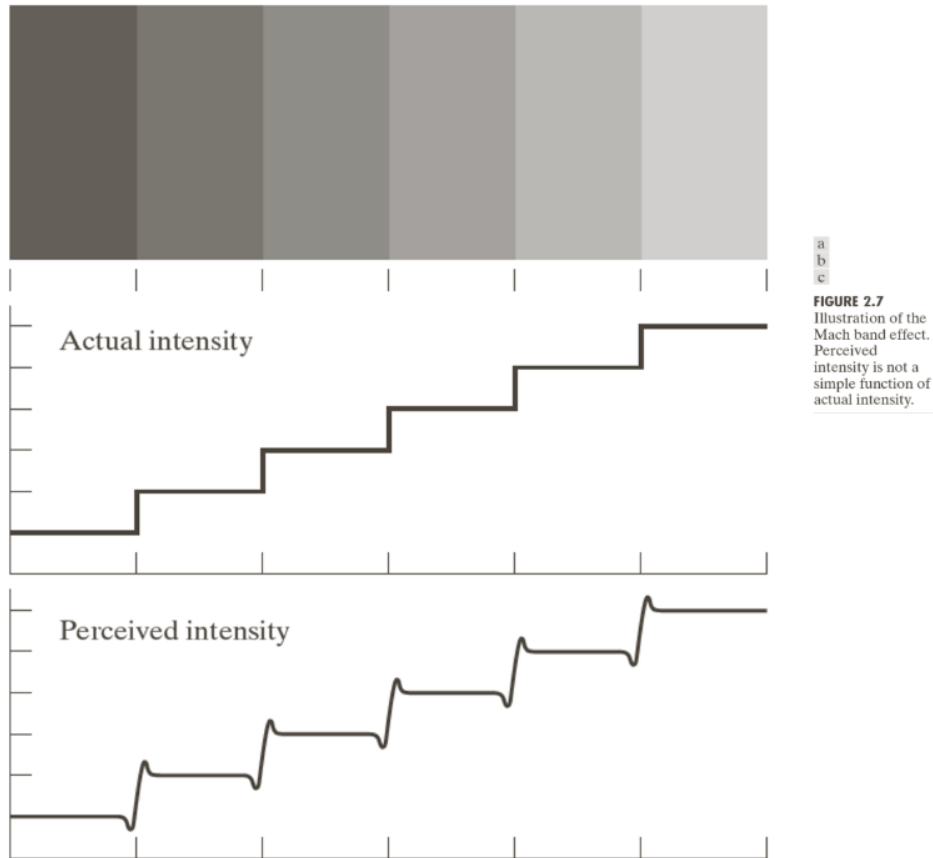 a
b
c
FIGURE 2.7
Illustration of the
Mach band effect.
Perceived
intensity is not a
simple function of
actual intensity.
Actual intensity
Perceived intensity